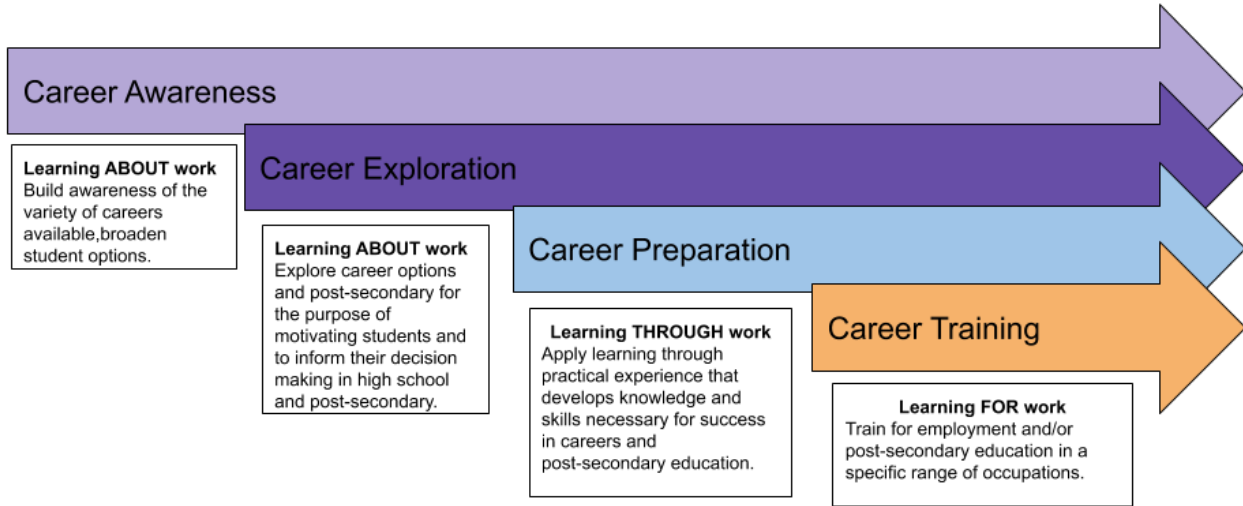 Career Awareness
Learning ABOUT work
Build awareness of the
variety of careers
available,broaden
student options.
Career Exploration
Learning ABOUT work
Explore career options
and post-secondary for
the purpose of
motivating students and
to inform their decision
making in high school
and post-secondary.
Career Preparation
Learning THROUGH work
Apply learning through
practical experience that
develops knowledge and
skills necessary for success
in careers and
post-secondary education.
Career Training
Learning FOR work
Train for employment and/or
post-secondary education in a
specific range of occupations.